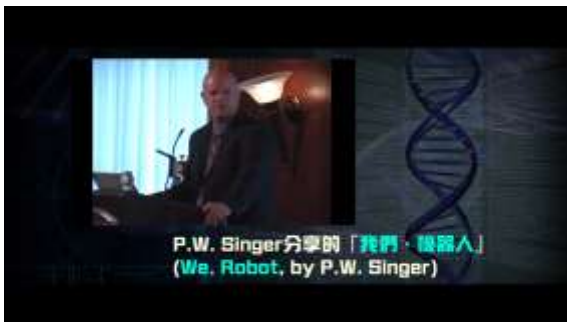 P.W. Singer分享的「我們，機器人」
(We, Robot, by P.W. Singer)